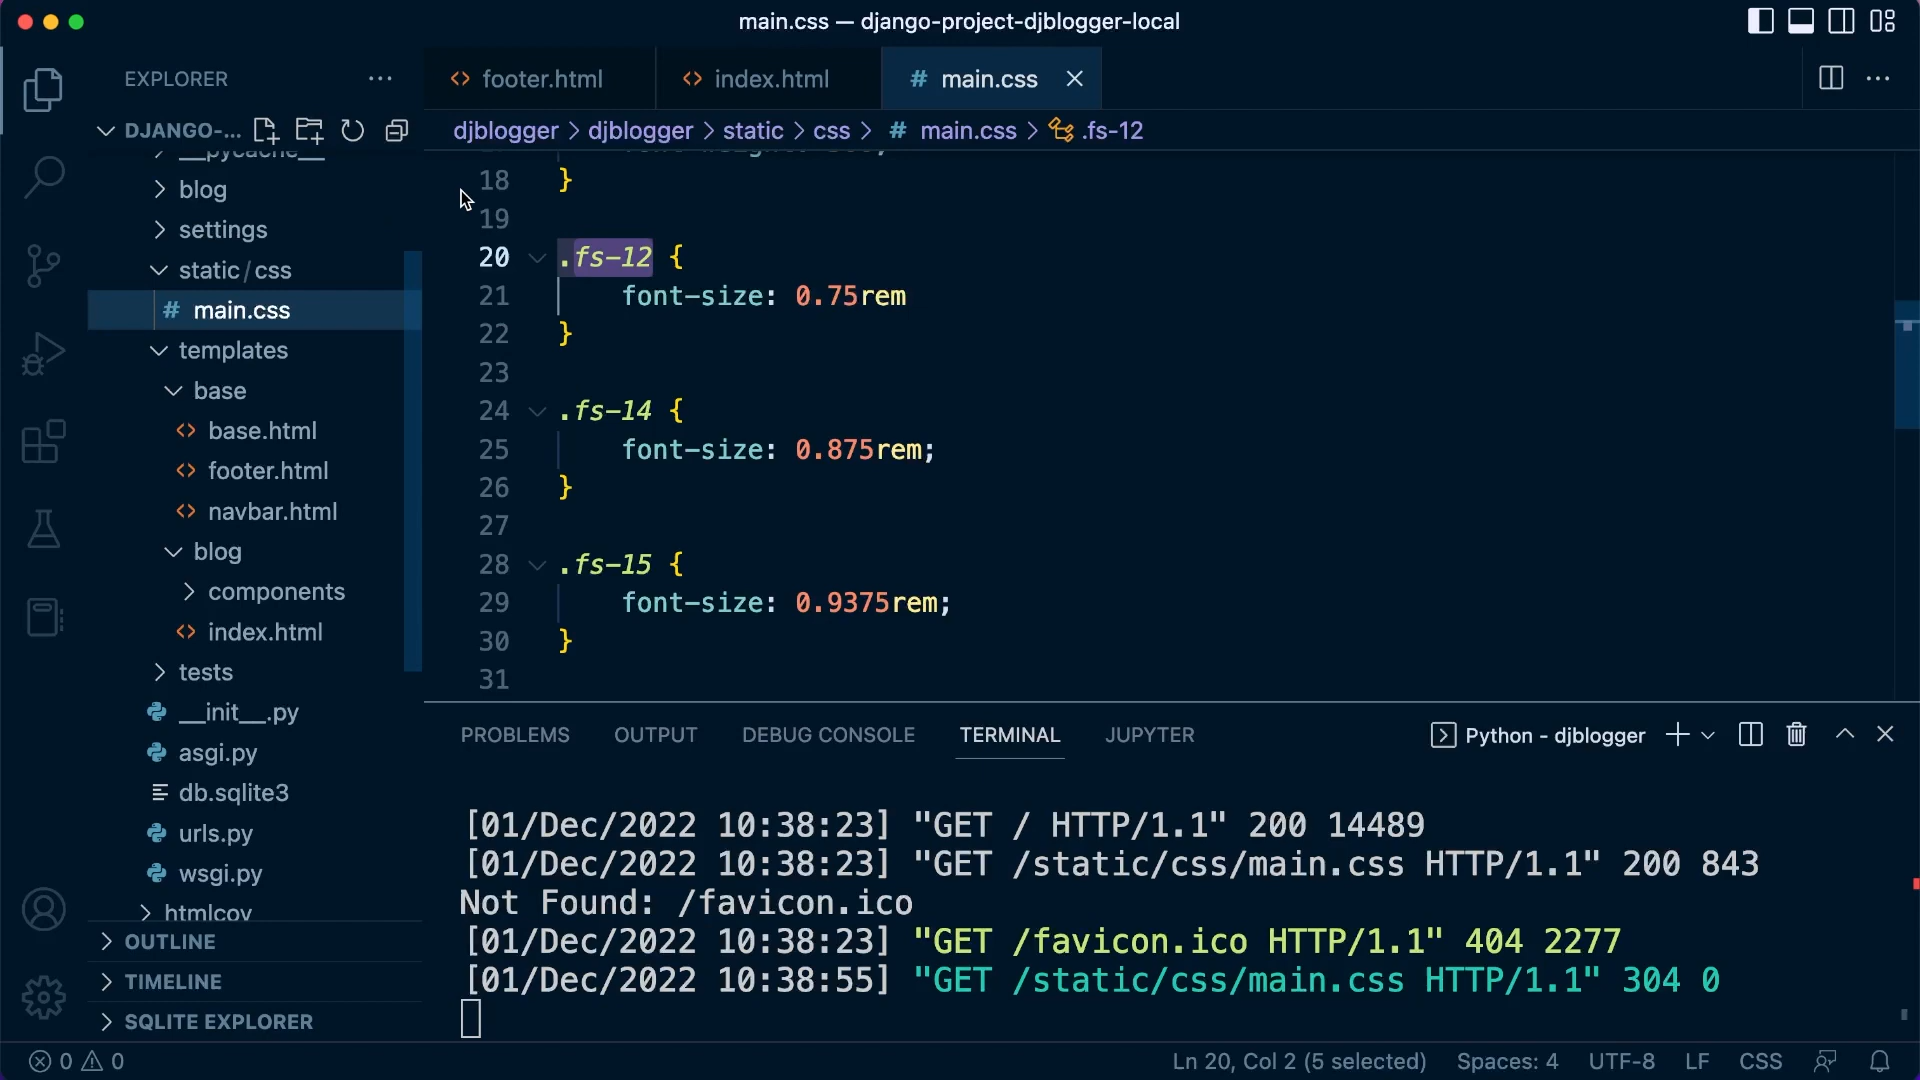 main.css — django-project-djblogger-local
EXPLORER
footer.html
index.html
# main.css
DJANGO-...
djblogger > djblogger > static > css > # main.css > .fs-12
__pycache__
blog
settings
static/css
# main.css
templates
base
base.html
footer.html
navbar.html
blog
components
index.html
tests
__init__.py
asgi.py
db.sqlite3
urls.py
wsgi.py
htmlcov
OUTLINE
TIMELINE
SQLITE EXPLORER
18 }
19
20 .fs-12 {
21 font-size: 0.75rem
22 }
23
24 .fs-14 {
25 font-size: 0.875rem;
26 }
27
28 .fs-15 {
29 font-size: 0.9375rem;
30 }
31
PROBLEMS OUTPUT DEBUG CONSOLE TERMINAL JUPYTER
Python - djblogger
[01/Dec/2022 10:38:23] "GET / HTTP/1.1" 200 14489
[01/Dec/2022 10:38:23] "GET /static/css/main.css HTTP/1.1" 200 843
Not Found: /favicon.ico
[01/Dec/2022 10:38:23] "GET /favicon.ico HTTP/1.1" 404 2277
[01/Dec/2022 10:38:55] "GET /static/css/main.css HTTP/1.1" 304 0
0 0
Ln 20, Col 2 (5 selected) Spaces: 4 UTF-8 LF CSS